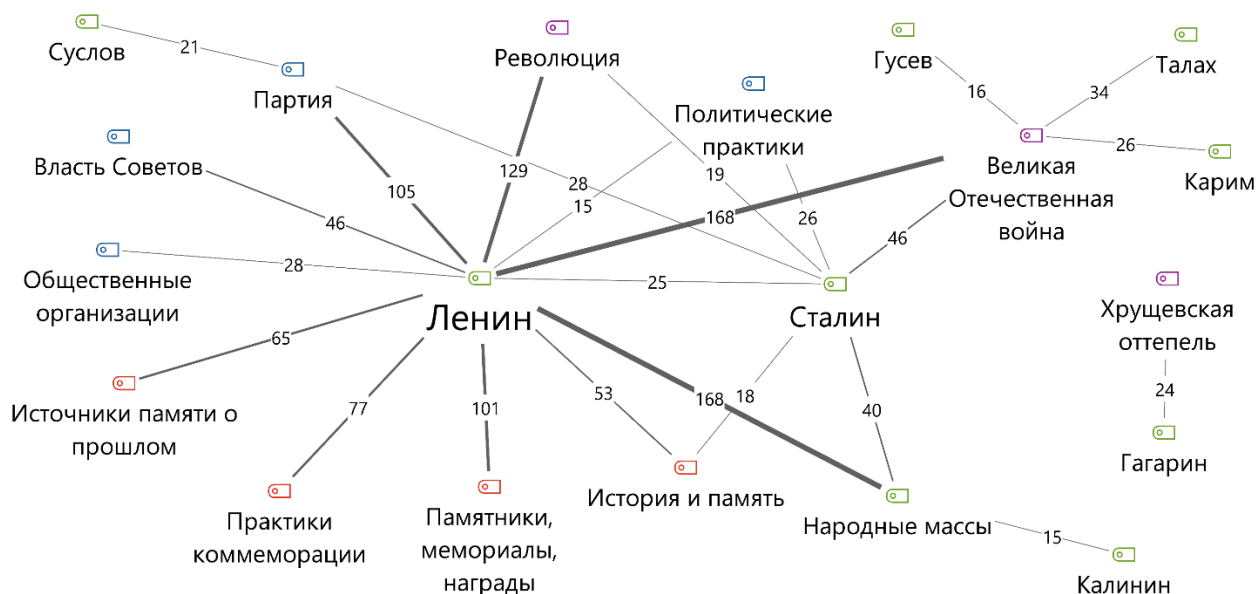 Суслов
21
Партия
Революция
Гусев
Талах
16
34
Политические
практики
Власть Советов
Великая
Отечественная
война
26
Карим
129
105
28
19
15
168
26
46
46
Общественные
организации
28
25
Ленин
Сталин
Хрущевская
оттепель
65
Источники памяти о
прошлом
77
101
53
168
18
40
24
Гагарин
История и память
Народные массы
Практики
коммеморации
Памятники,
мемориалы,
награды
15
Калинин